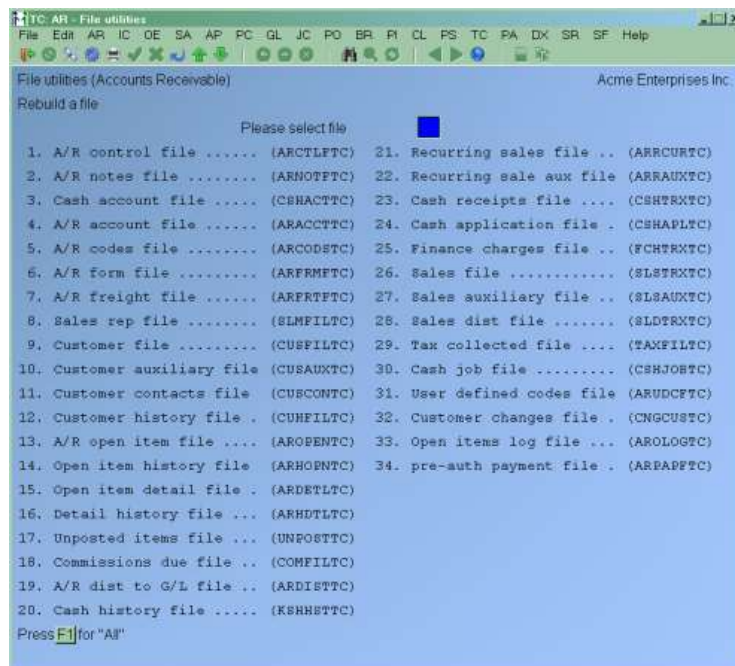 TC: AR - File utilities
File Edit AR IC OE SA AP PC GL JC PO BR PI CL PS TC PA DX SR SF Help
File utilities (Accounts Receivable) Acme Enterprises Inc.
Rebuild a file
Please select file
1. A/R control file ...... (ARCTLFTC) 21. Recurring sales file .. (ARRCURTC)
2. A/R notes file ........ (ARNOTFTC) 22. Recurring sale aux file (ARRAUXTC)
3. Cash account file ..... (CSHACTTC) 23. Cash receipts file .... (CSHTRXTC)
4. A/R account file ...... (ARACCTTC) 24. Cash application file . (CSHAPLTC)
5. A/R codes file ........ (ARCODSTC) 25. Finance charges file .. (FCHTRXTC)
6. A/R form file ......... (ARFRMFTC) 26. Sales file ............ (SLSTRXTC)
7. A/R freight file ...... (ARFRTFTC) 27. Sales auxiliary file .. (SLSAUXTC)
8. Sales rep file ........ (SLMFILTC) 28. Sales dist file ....... (SLDTRXTC)
9. Customer file ......... (CUSFILTC) 29. Tax collected file .... (TAXFILTC)
10. Customer auxiliary file (CUSAUXTC) 30. Cash job file ......... (CSHJOBTC)
11. Customer contacts file (CUSCONTC) 31. User defined codes file (ARUDCFTC)
12. Customer history file . (CUHFILTC) 32. Customer changes file . (CNGCUSTC)
13. A/R open item file .... (AROPENTC) 33. Open items log file ... (AROLOGTC)
14. Open item history file (ARHOPNTC) 34. pre-auth payment file . (ARPAPFTC)
15. Open item detail file . (ARDETLTC)
16. Detail history file ... (ARHDTLTC)
17. Unposted items file ... (UNPOSTTC)
18. Commissions due file .. (COMFILTC)
19. A/R dist to G/L file .. (ARDISTTC)
20. Cash history file ..... (KSHHSTTC)
Press F1 for "All"